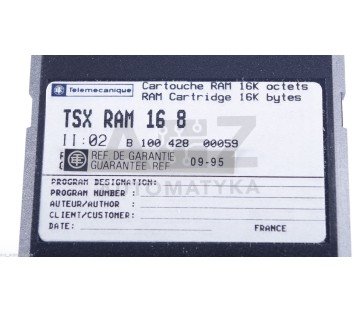 Telemecanique
Cartouche RAM 16K octets
RAM Cartridge 16K bytes
TSX RAM 16 8
II:02 B 100 428 00059
REF DE GARANTIE
GUARANTEE REF 09-95
PROGRAM DESIGNATION:
PROGRAM NUMBER :
AUTEUR/AUTHOR :
CLIENT/CUSTOMER:
DATE: FRANCE